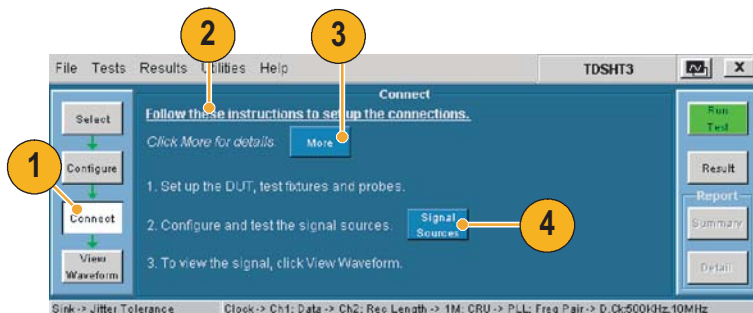 2
3
File Tests Results Utilities Help
TDSHT3
X
Connect
Follow these instructions to set up the connections.
Click More for details.
More
Select
Configure
Connect
View
Waveform
1
1. Set up the DUT, test fixtures and probes.
2. Configure and test the signal sources.
Signal
Sources
4
3. To view the signal, click View Waveform.
Run
Test
Result
Report
Summary
Detail
Sink -> Jitter Tolerance
Clock -> Ch1: Data -> Ch2: Rec Length -> 1M: CRU -> PLL: Freq Pair -> D.Ck:500kHz,10MHz